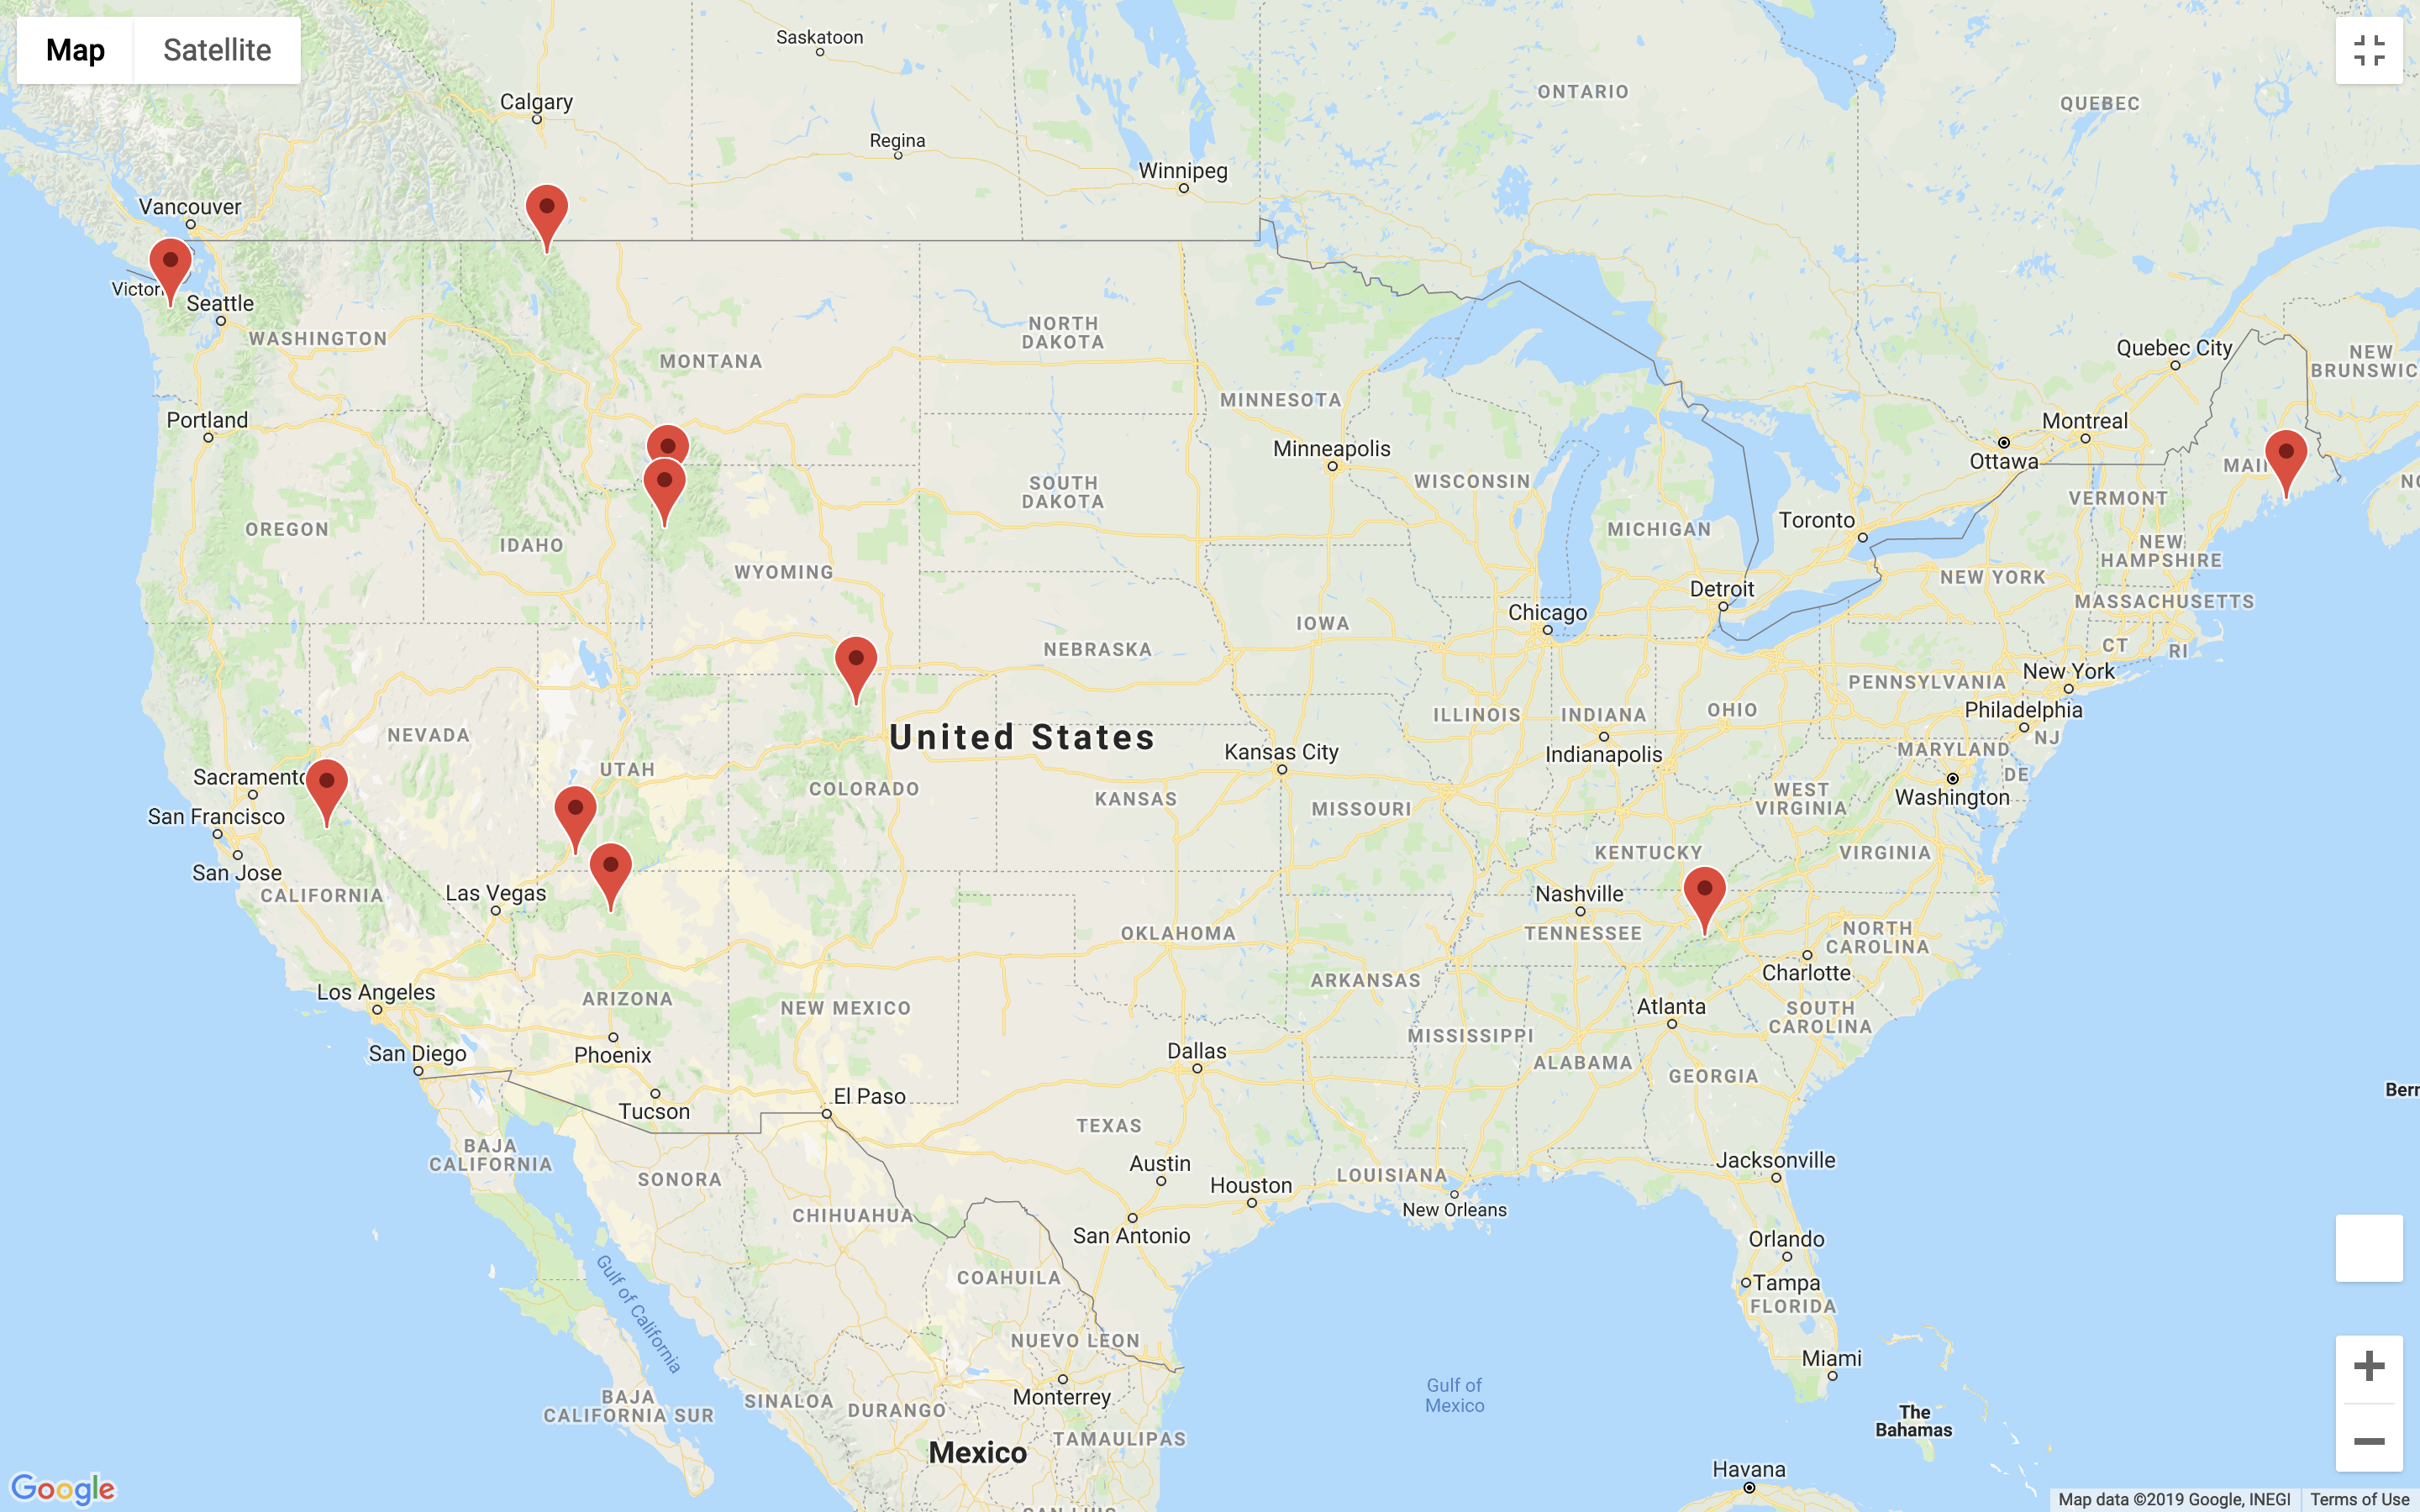 Map
Satellite
Saskatoon
Calgary
Regina
Winnipeg
ONTARIO
QUEBEC
Vancouver
Seattle
WASHINGTON
MONTANA
NORTH
DAKOTA
Quebec City
NEW
Portland
MINNESOTA
Minneapolis
Montreal
Ottawa
WISCONSIN
SOUTH
DAKOTA
VERMONT
OREGON
IDAHO
MICHIGAN
Toronto
NEW
HAMPSHIRE
WYOMING
NEW YORK
Detroit
MASSACHUSETTS
Chicago
IOWA
NEBRASKA
CT
RI
New York
PENNSYLVANIA
ILLINOIS
INDIANA
OHIO
Philadelphia
NEVADA
United States
NJ
Kansas City
Indianapolis
MARYLAND
UTAH
DE
Sacramento
COLORADO
KANSAS
MISSOURI
WEST
VIRGINIA
Washington
San Francisco
KENTUCKY
VIRGINIA
San Jose
CALIFORNIA
Las Vegas
Nashville
TENNESSEE
OKLAHOMA
NORTH
CAROLINA
Charlotte
ARKANSAS
Los Angeles
ARIZONA
NEW MEXICO
Atlanta
SOUTH
CAROLINA
MISSISSIPPI
San Diego
Phoenix
Dallas
ALABAMA
GEORGIA
El Paso
Tucson
TEXAS
BAJA
CALIFORNIA
Austin
Jacksonville
SONORA
LOUISIANA
Houston
New Orleans
CHIHUAHUA
San Antonio
Orlando
COAHUILA
Tampa
FLORIDA
Gulf of California
NUEVO LEON
Miami
Gulf of
Mexico
Monterrey
BAJA
CALIFORNIA SUR
SINALOA
DURANGO
The
Bahamas
Mexico
TAMAULIPAS
Havana
Google
Map data ©2019 Google, INEGI
Terms of Use